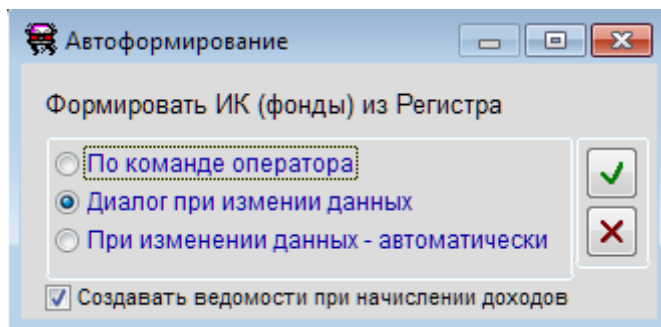 Автоформирование
Формировать ИК (фонды) из Регистра
По команде оператора
Диалог при измении данных
При изменении данных - автоматически
Создавать ведомости при начислении доходов